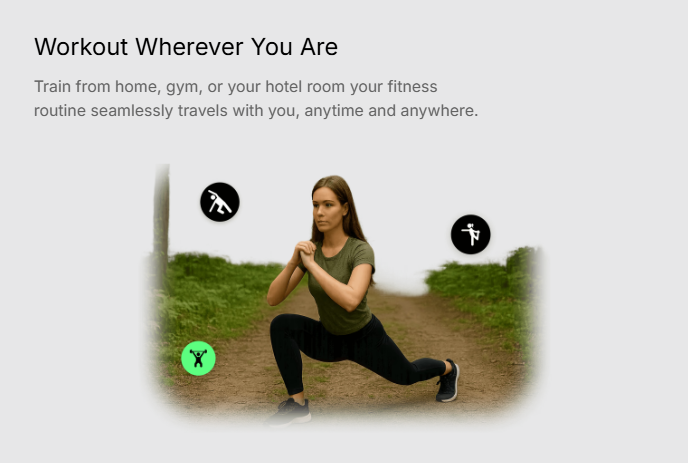 Workout Wherever You Are
Train from home, gym, or your hotel room your fitness
routine seamlessly travels with you, anytime and anywhere.